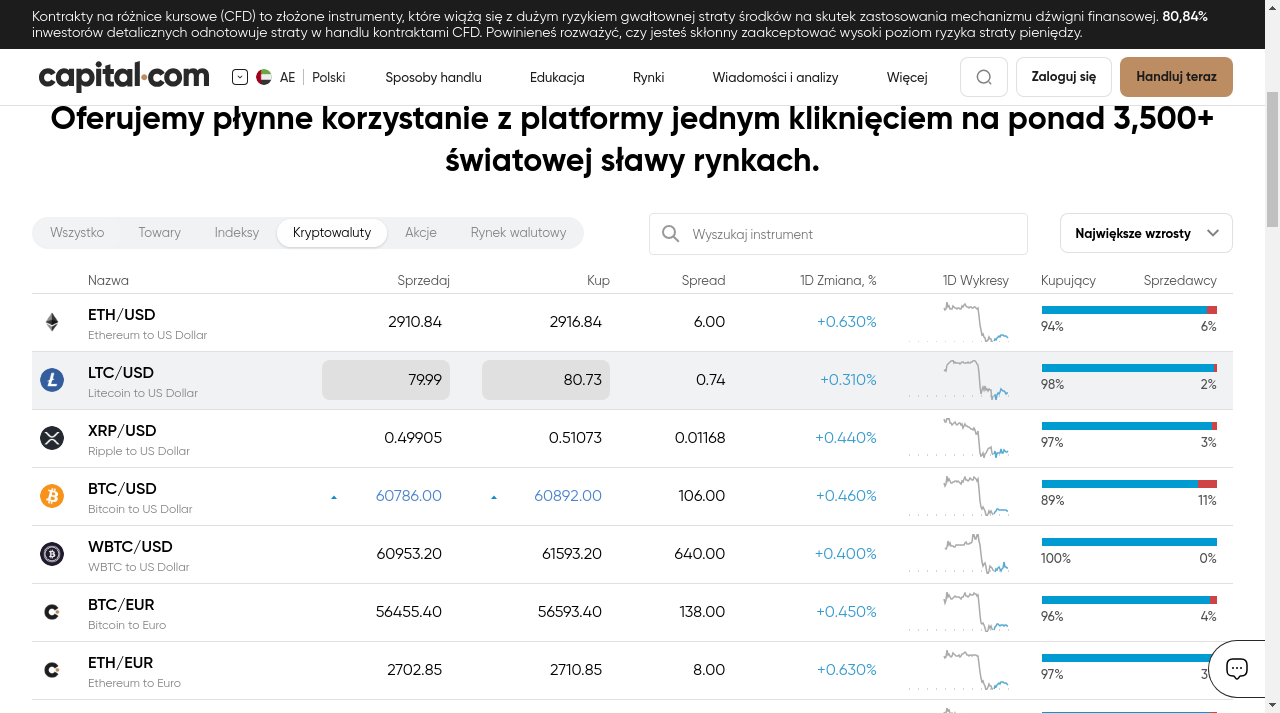 Kontrakty na różnice kursowe (CFD) to złożone instrumenty, które wiążą się z dużym ryzykiem gwałtownej straty środków na skutek zastosowania mechanizmu dźwigni finansowej. 80,84%
inwestorów detalicznych odnotowuje straty w handlu kontraktami CFD. Powinieneś rozważyć, czy jesteś skłonny zaakceptować wysoki poziom ryzyka straty pieniędzy.
capital.com AE Polski Sposoby handlu Edukacja Rynki Wiadomości i analizy Więcej Zaloguj się Handluj teraz
Oferujemy płynne korzystanie z platformy jednym kliknięciem na ponad 3,500+
światowej sławy rynkach.
Wszystko Towary Indeksy Kryptowaluty Akcje Rynek walutowy Wyszukaj instrument Największe wzrosty
Nazwa Sprzedaj Kup Spread 1D Zmiana, % 1D Wykresy Kupujący Sprzedawcy
ETH/USD 2910.84 2916.84 6.00 +0.630% 94% 6%
Ethereum to US Dollar
LTC/USD 79.99 80.73 0.74 +0.310% 98% 2%
Litecoin to US Dollar
XRP/USD 0.49905 0.51073 0.01168 +0.440% 97% 3%
Ripple to US Dollar
BTC/USD 60786.00 60892.00 106.00 +0.460% 89% 11%
Bitcoin to US Dollar
WBTC/USD 60953.20 61593.20 640.00 +0.400% 100% 0%
WBTC to US Dollar
BTC/EUR 56455.40 56593.40 138.00 +0.450% 96% 4%
Bitcoin to Euro
ETH/EUR 2702.85 2710.85 8.00 +0.630% 97%
Ethereum to Euro